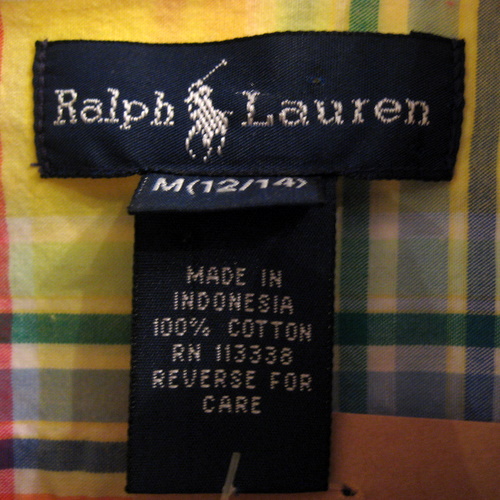 Ralph Lauren
M(12/14)
MADE IN
INDONESIA
100% COTTON
RN 113338
REVERSE FOR
CARE